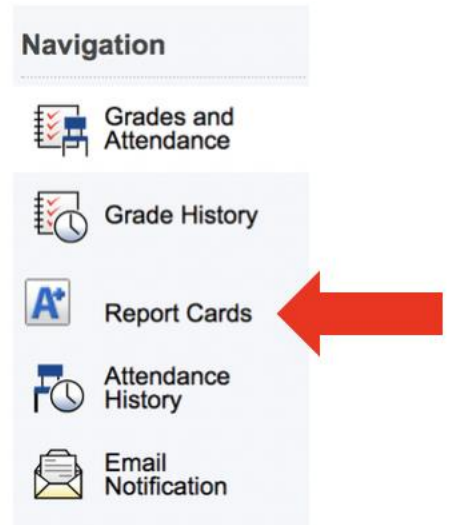 Navigation
Grades and
Attendance
Grade History
A+
Report Cards
Attendance
History
Email
Notification